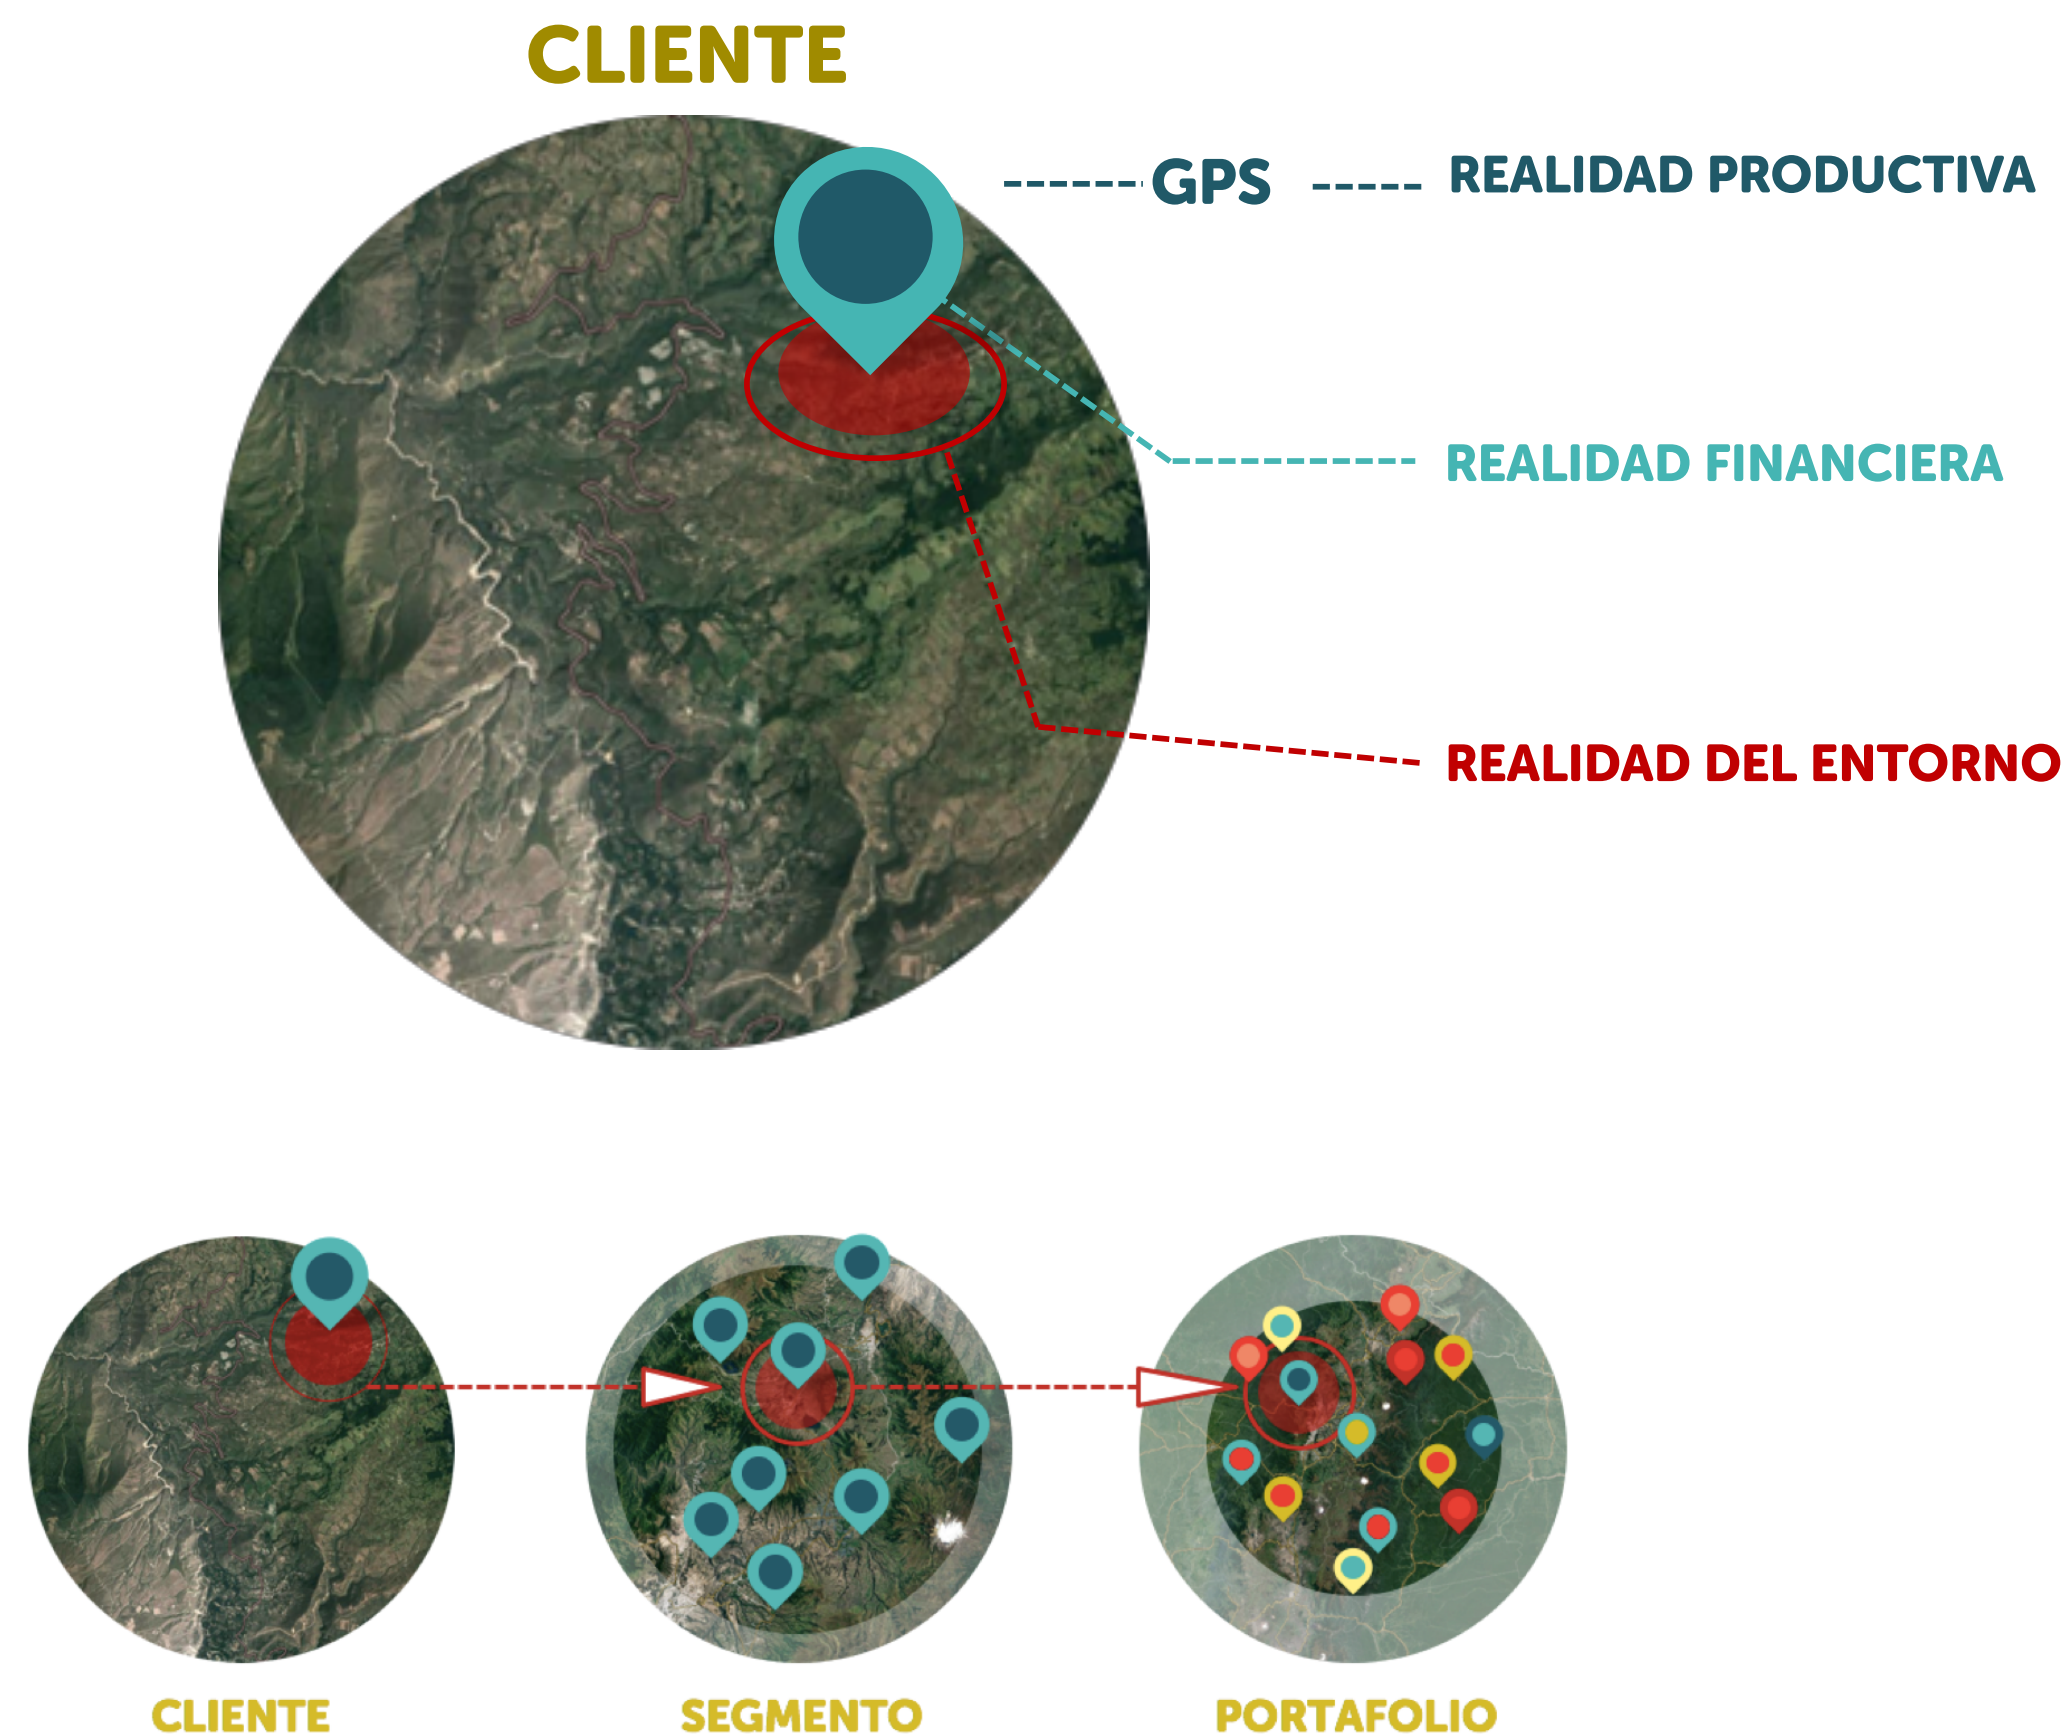 CLIENTE
GPS
REALIDAD PRODUCTIVA
REALIDAD FINANCIERA
REALIDAD DEL ENTORNO
CLIENTE
SEGMENTO
PORTAFOLIO